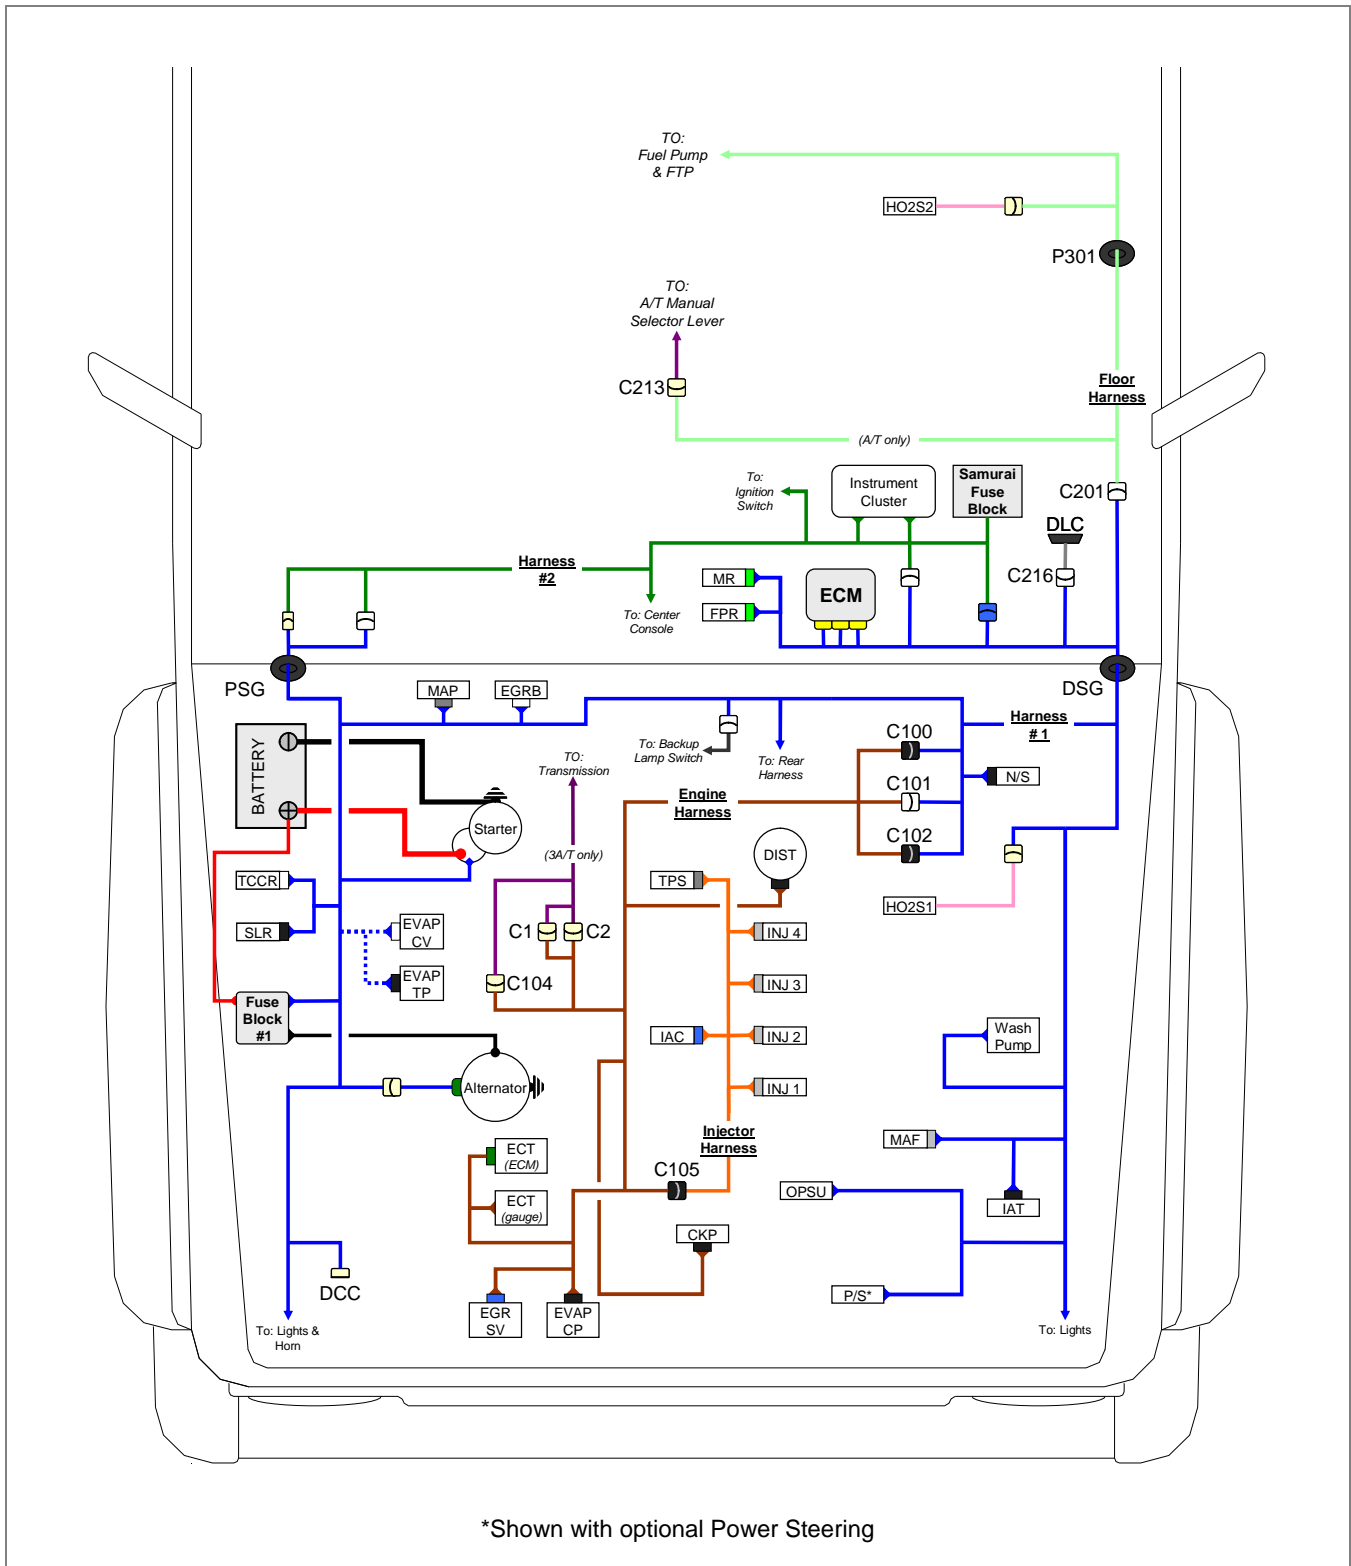 TO:
Fuel Pump
& FTP
HO2S2
P301
TO:
A/T Manual
Selector Lever
C213
Floor
Harness
(A/T only)
To:
Ignition
Switch
Instrument
Cluster
Samurai
Fuse
Block
C201
DLC
Harness
#2
MR
ECM
C216
FPR
To: Center
Console
PSG
DSG
MAP
EGRB
Harness
# 1
C100
To: Backup
Lamp Switch
To: Rear
Harness
BATTERY
TO:
Transmission
N/S
C101
Engine
Harness
Starter
C102
(3A/T only)
DIST
TCCR
TPS
HO2S1
SLR
EVAP
CV
C1
C2
INJ 4
EVAP
TP
C104
INJ 3
Fuse
Block
#1
IAC
INJ 2
Wash
Pump
Alternator
INJ 1
Injector
Harness
MAF
ECT
(ECM)
C105
OPSU
IAT
ECT
(gauge)
CKP
DCC
P/S*
EGR
SV
EVAP
CP
To: Lights &
Horn
To: Lights
*Shown with optional Power Steering